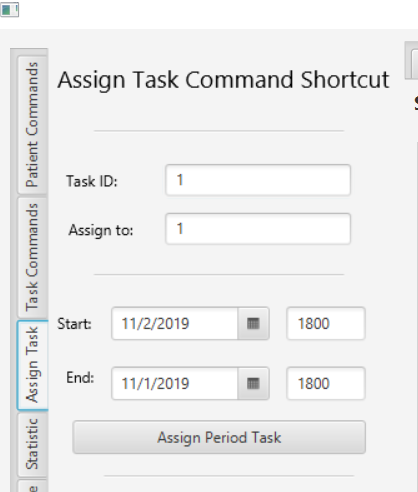 Assign Task Command Shortcut
Patient Commands
Task ID:
1
Assign to:
1
Task Commands
Start:
11/2/2019
1800
Assign Task
End:
11/1/2019
1800
Assign Period Task
Statistic